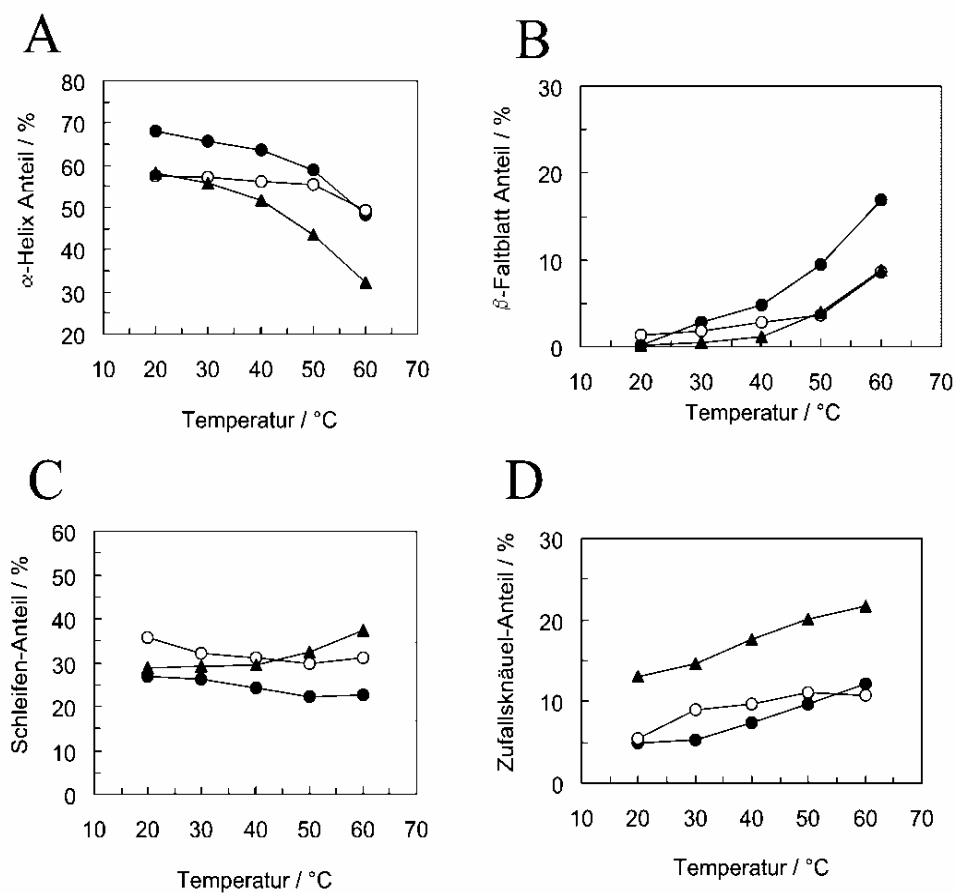 A
α-Helix Anteil / %
80
70
60
50
40
30
20
10 20 30 40 50 60 70
Temperatur / °C
B
β-Faltblatt Anteil / %
30
20
10
0
10 20 30 40 50 60 70
Temperatur / °C
C
Schleifen-Anteil / %
60
50
40
30
20
10
0
10 20 30 40 50 60 70
Temperatur / °C
D
Zufallsknäuel-Anteil / %
30
20
10
0
10 20 30 40 50 60 70
Temperatur / °C